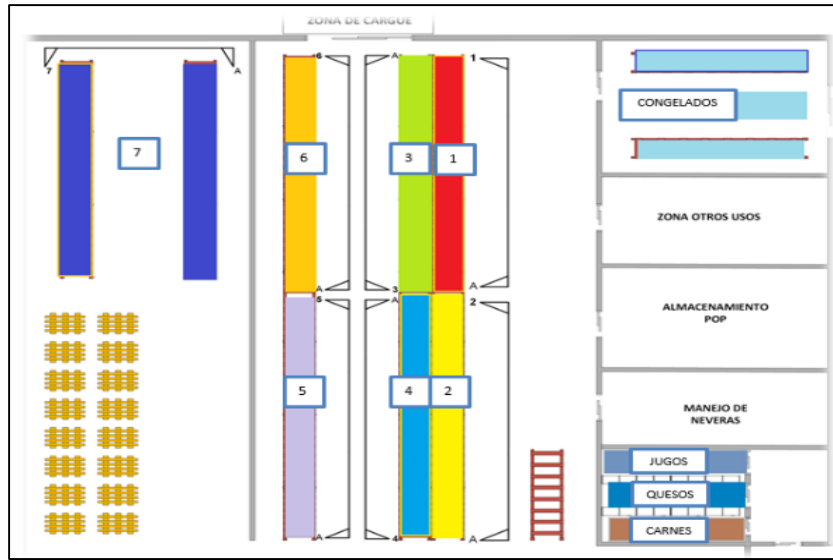 ZONA DE CARGUE
7
A
6
A
1
CONGELADOS
7
6
3
1
ZONA OTROS USOS
A
3
A
5
A
2
ALMACENAMIENTO
POP
5
4
2
MANEJO DE
NEVERAS
JUGOS
QUESOS
CARNES
A
4
A